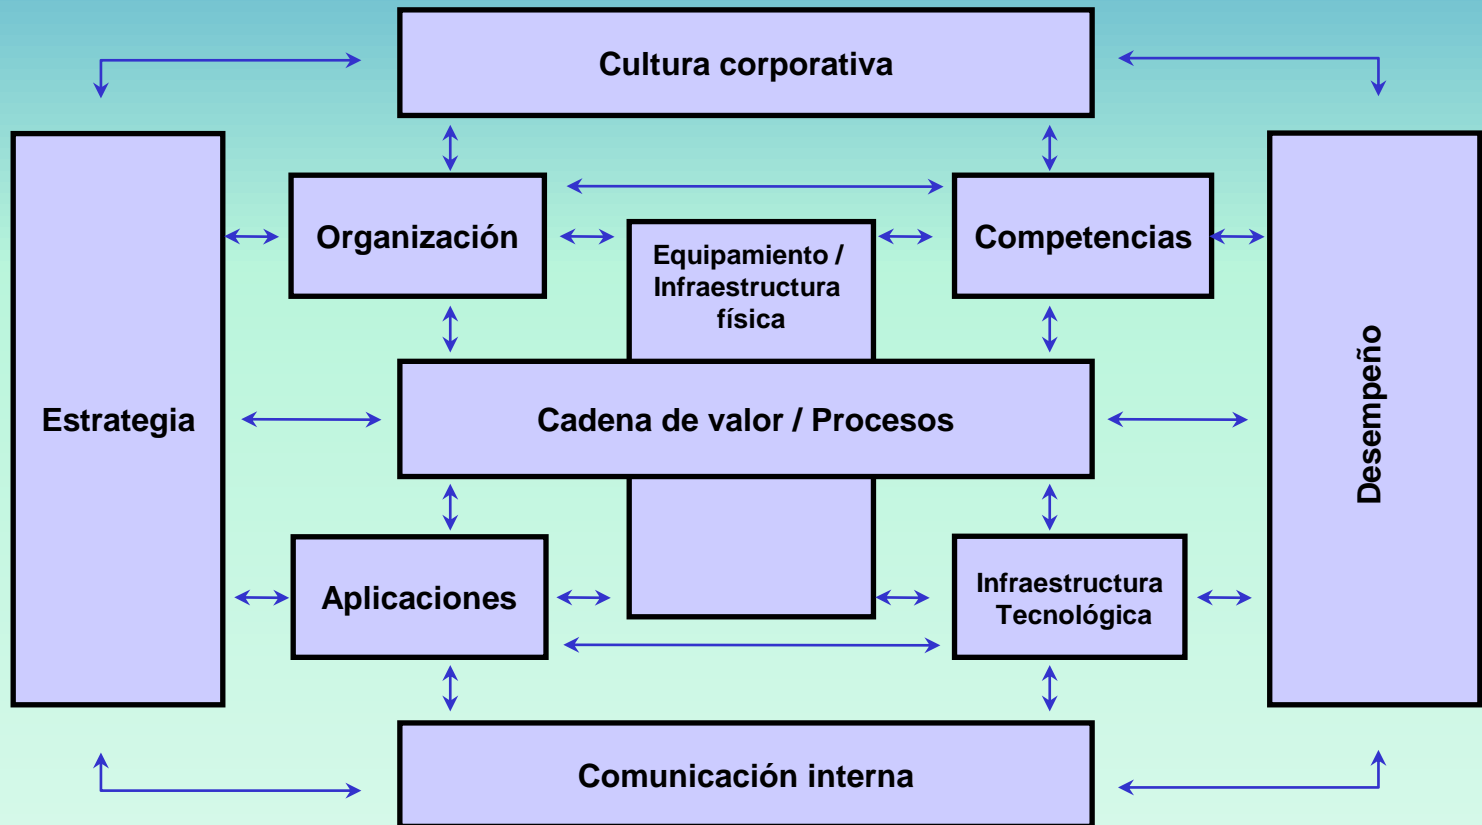 Cultura corporativa
Organización
Equipamiento /
Infraestructura
física
Competencias
Estrategia
Cadena de valor / Procesos
Desempeño
Aplicaciones
Infraestructura
Tecnológica
Comunicación interna